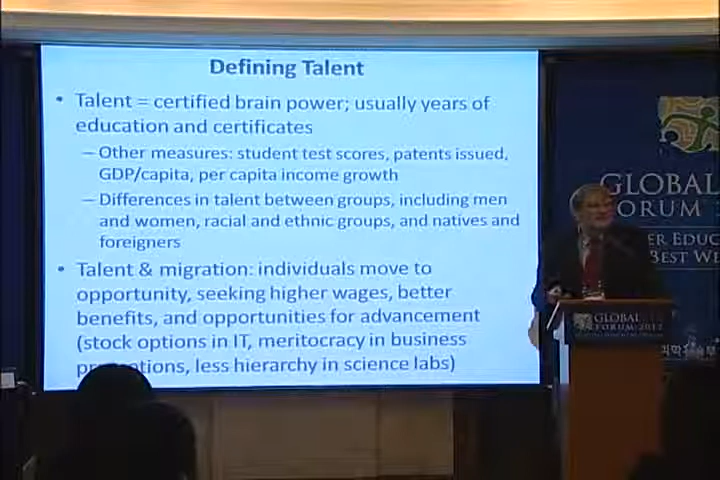 Defining Talent
• Talent = certified brain power; usually years of
education and certificates
– Other measures: student test scores, patents issued,
GDP/capita, per capita income growth
– Differences in talent between groups, including men
and women, racial and ethnic groups, and natives and
foreigners
• Talent & migration: individuals move to
opportunity, seeking higher wages, better
benefits, and opportunities for advancement
(stock options in IT, meritocracy in business
less hierarchy in science labs)
GLOBAL
ORUM
ER EDUC
BEST WE
GLOBAL
FORUM